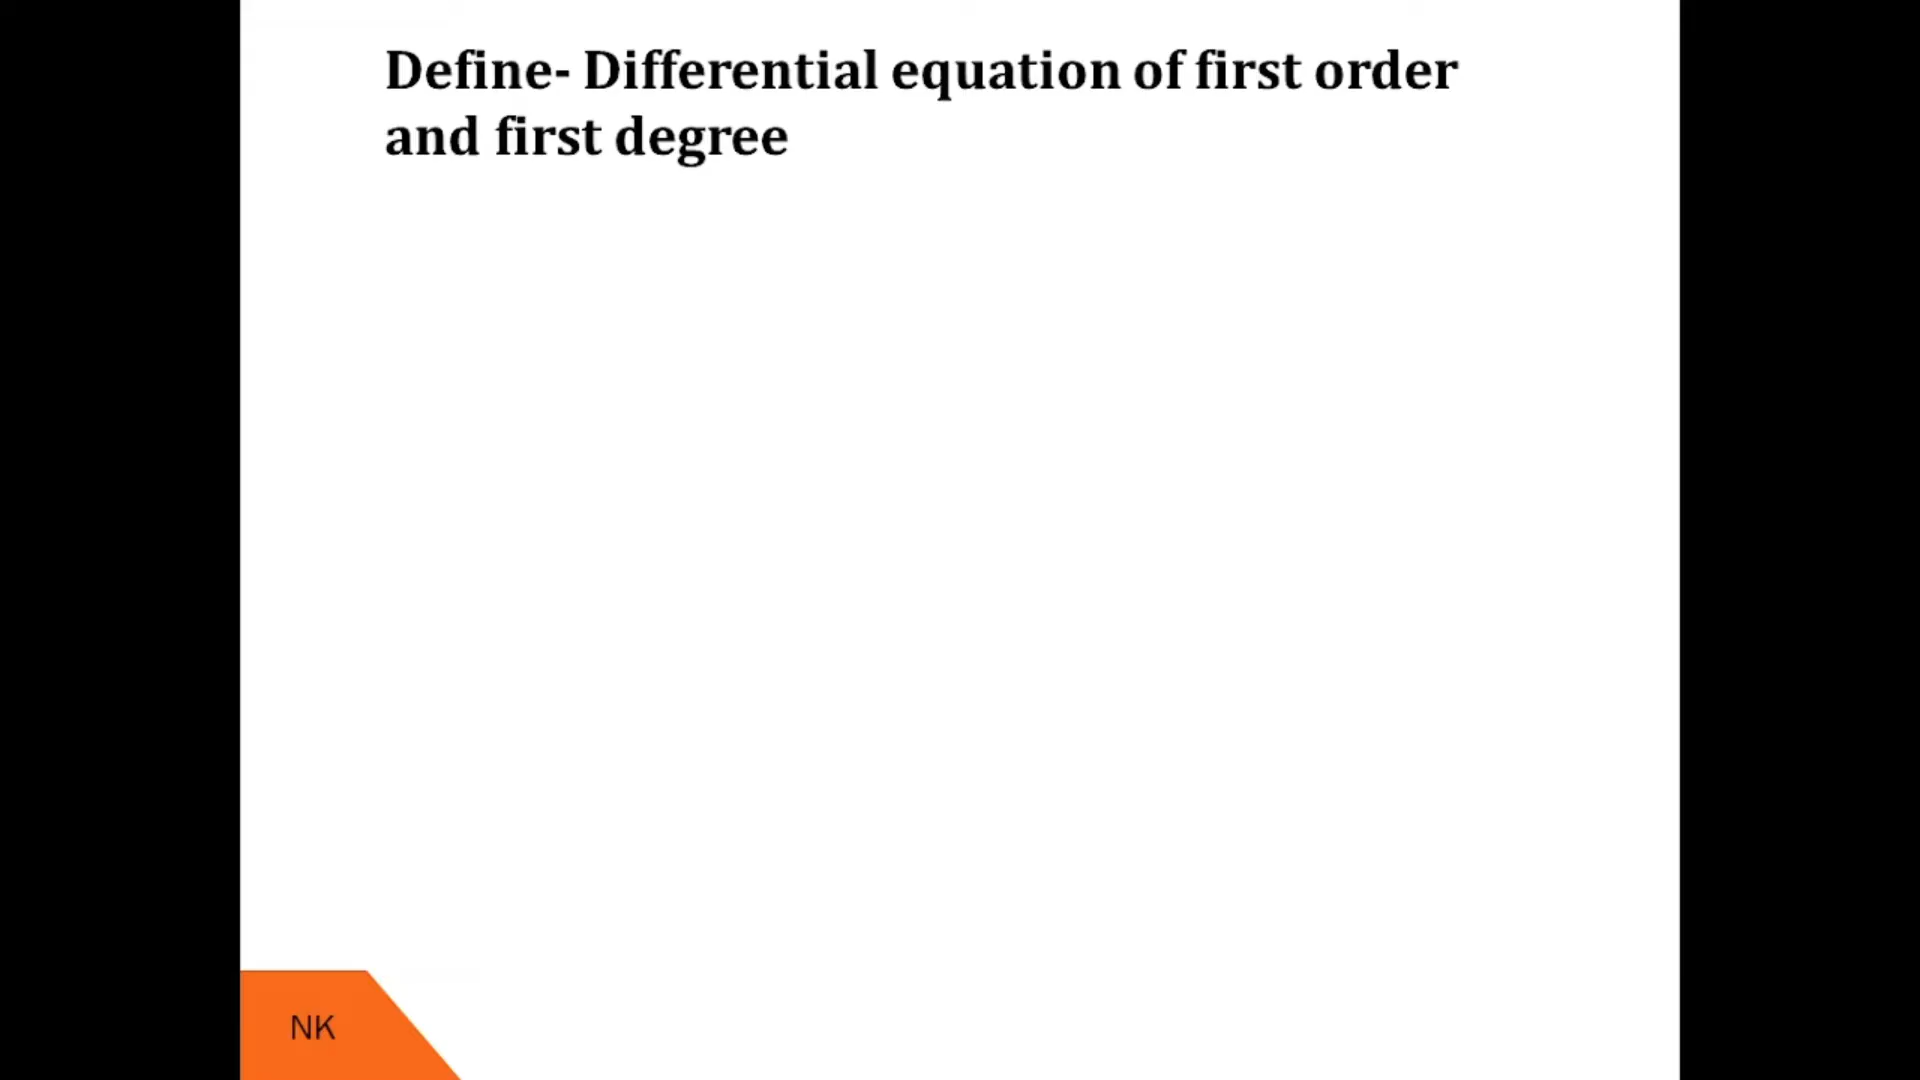 Define- Differential equation of first order
and first degree
NK